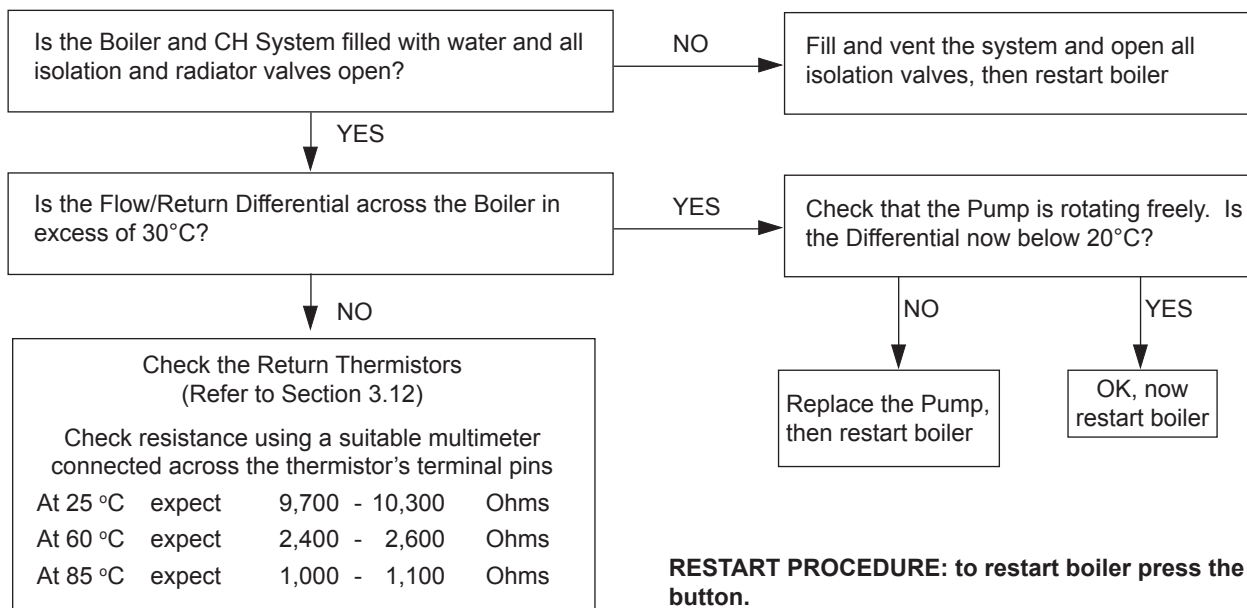 Is the Boiler and CH System filled with water and all
isolation and radiator valves open?
NO
Fill and vent the system and open all
isolation valves, then restart boiler
YES
Is the Flow/Return Differential across the Boiler in
excess of 30°C?
YES
Check that the Pump is rotating freely.  Is
the Differential now below 20°C?
NO
NO
YES
Check the Return Thermistors
(Refer to Section 3.12)
Check resistance using a suitable multimeter
connected across the thermistor's terminal pins
At 25 °C expect 9,700 - 10,300 Ohms
At 60 °C expect 2,400 - 2,600 Ohms
At 85 °C expect 1,000 - 1,100 Ohms
Replace the Pump,
then restart boiler
OK, now
restart boiler
RESTART PROCEDURE: to restart boiler press the
button.